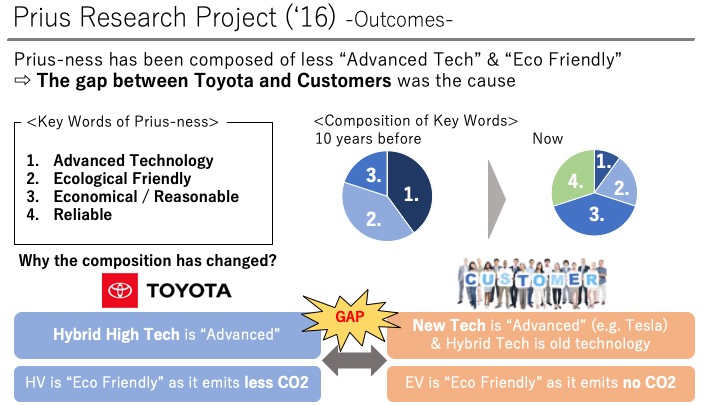 Prius Research Project (‘16) -Outcomes-
Prius-ness has been composed of less “Advanced Tech” & “Eco Friendly”
⇨ The gap between Toyota and Customers was the cause
<Key Words of Prius-ness>
1. Advanced Technology
2. Ecological Friendly
3. Economical / Reasonable
4. Reliable
<Composition of Key Words>
10 years before
Now
3.
1.
2.
1.
4.
2.
3.
Why the composition has changed?
TOYOTA
CUSTOMER
GAP
Hybrid High Tech is “Advanced”
New Tech is “Advanced” (e.g. Tesla)
& Hybrid Tech is old technology
HV is “Eco Friendly” as it emits less CO2
EV is “Eco Friendly” as it emits no CO2